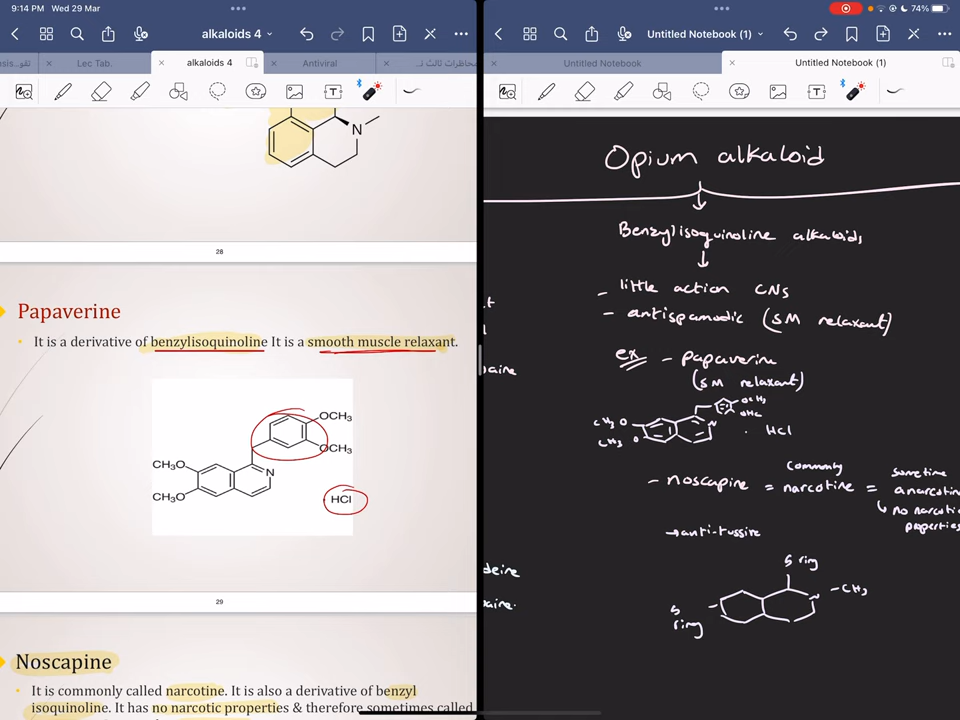 9:14 PM Wed 29 Mar
74%
alkaloids 4
Untitled Notebook (1)
Lec Tab.
alkaloids 4
Antiviral
Untitled Notebook
Untitled Notebook (1)
N
28
Papaverine
• It is a derivative of benzylisoquinoline It is a smooth muscle relaxant.
OCH3
OCH3
CH3O
N
CH3O
HCl
29
Noscapine
• It is commonly called narcotine. It is also a derivative of benzyl
isoquinoline. It has no narcotic properties & therefore sometimes called
Opium alkaloid
Benzylisoquinoline alkaloids
- little action CNs
- antispamodic (SM relaxant)
ex - papaverine
(SM relaxant)
OCH3
CH3O
N
CH3O
. HCl
- noscapine = commonly narcotine = sometime anarcotin
no narcotic
properties
→ anti-tussive
5 ring
N - CH3
5
ring